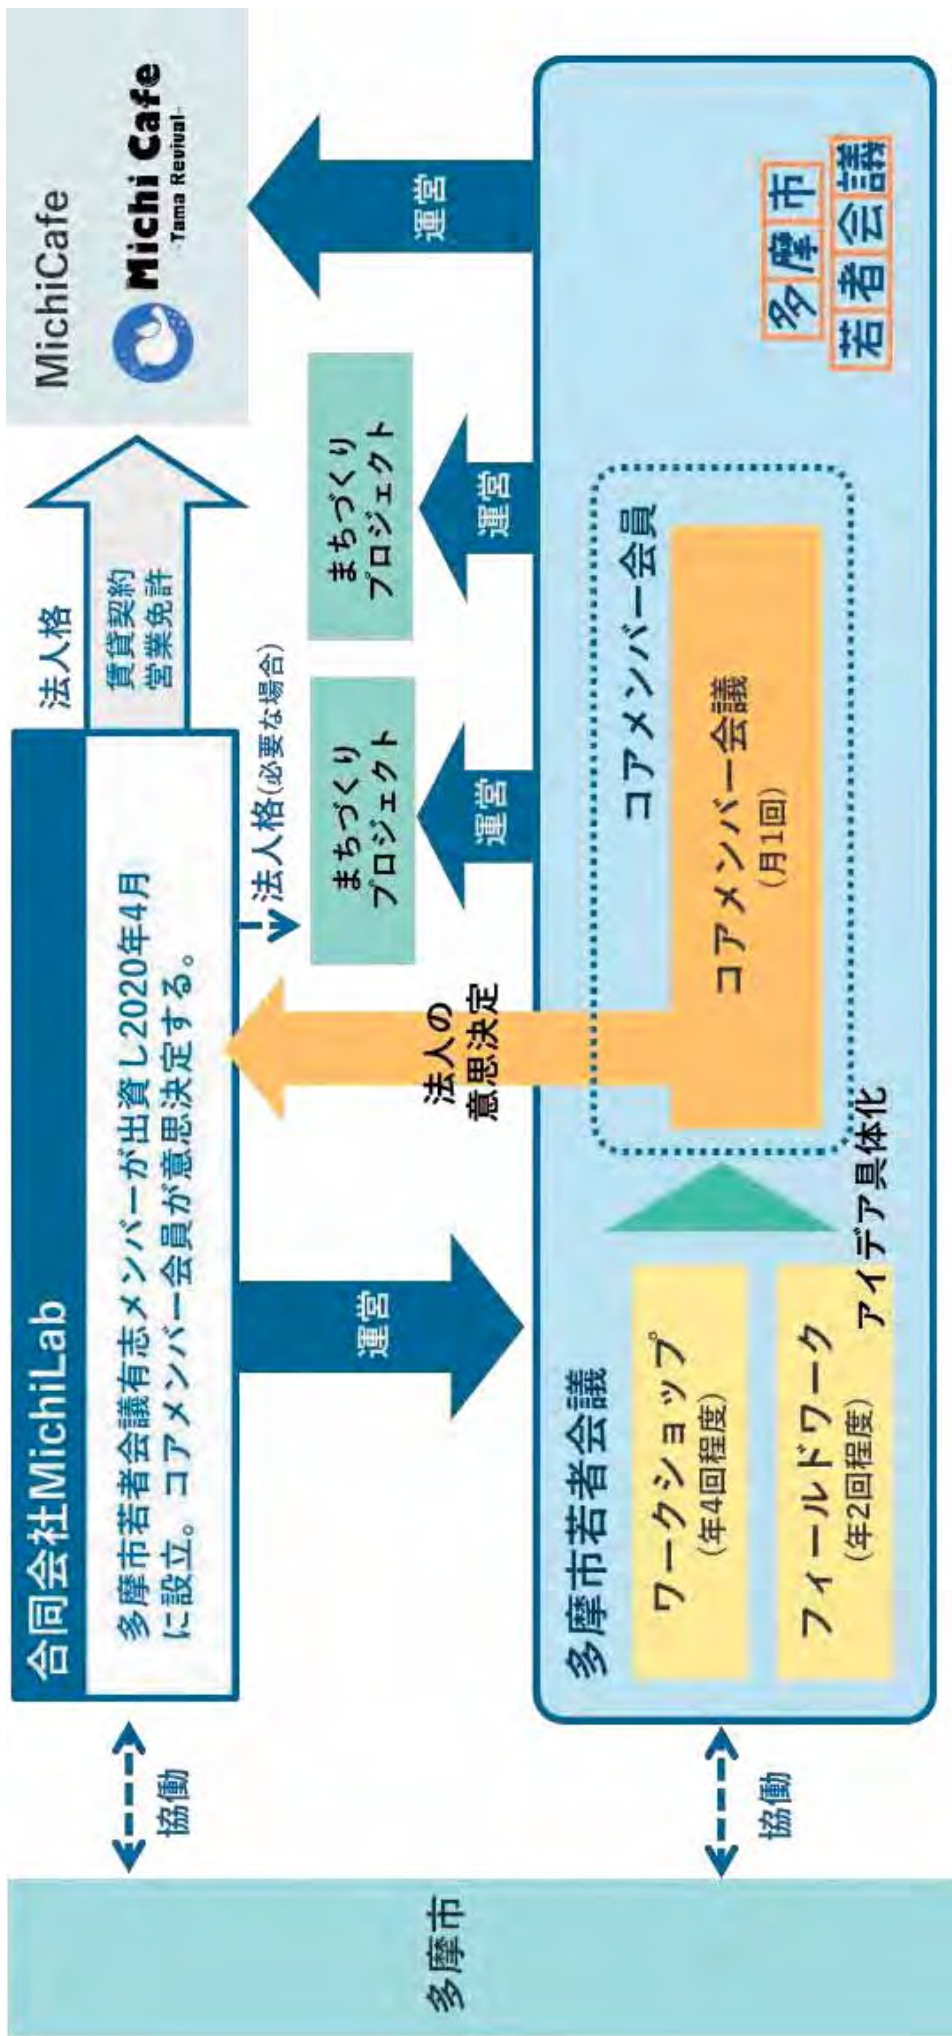 多摩市
協働
協働
合同会社MichiLab
多摩市若者会議有志メンバーが出資し2020年4月
に設立。コアメンバー会員が意思決定する。
法人格
賃貸契約
営業免許
MichiCafe
Michi Cafe
-Tama Revival-
運営
法人の
意思決定
法人格(必要な場合)
まちづくり
プロジェクト
まちづくり
プロジェクト
運営
運営
運営
多摩市若者会議
ワークショップ
(年4回程度)
フィールドワーク
(年2回程度)
アイデア具体化
コアメンバー会員
コアメンバー会議
(月1回)
多摩市
若者会議